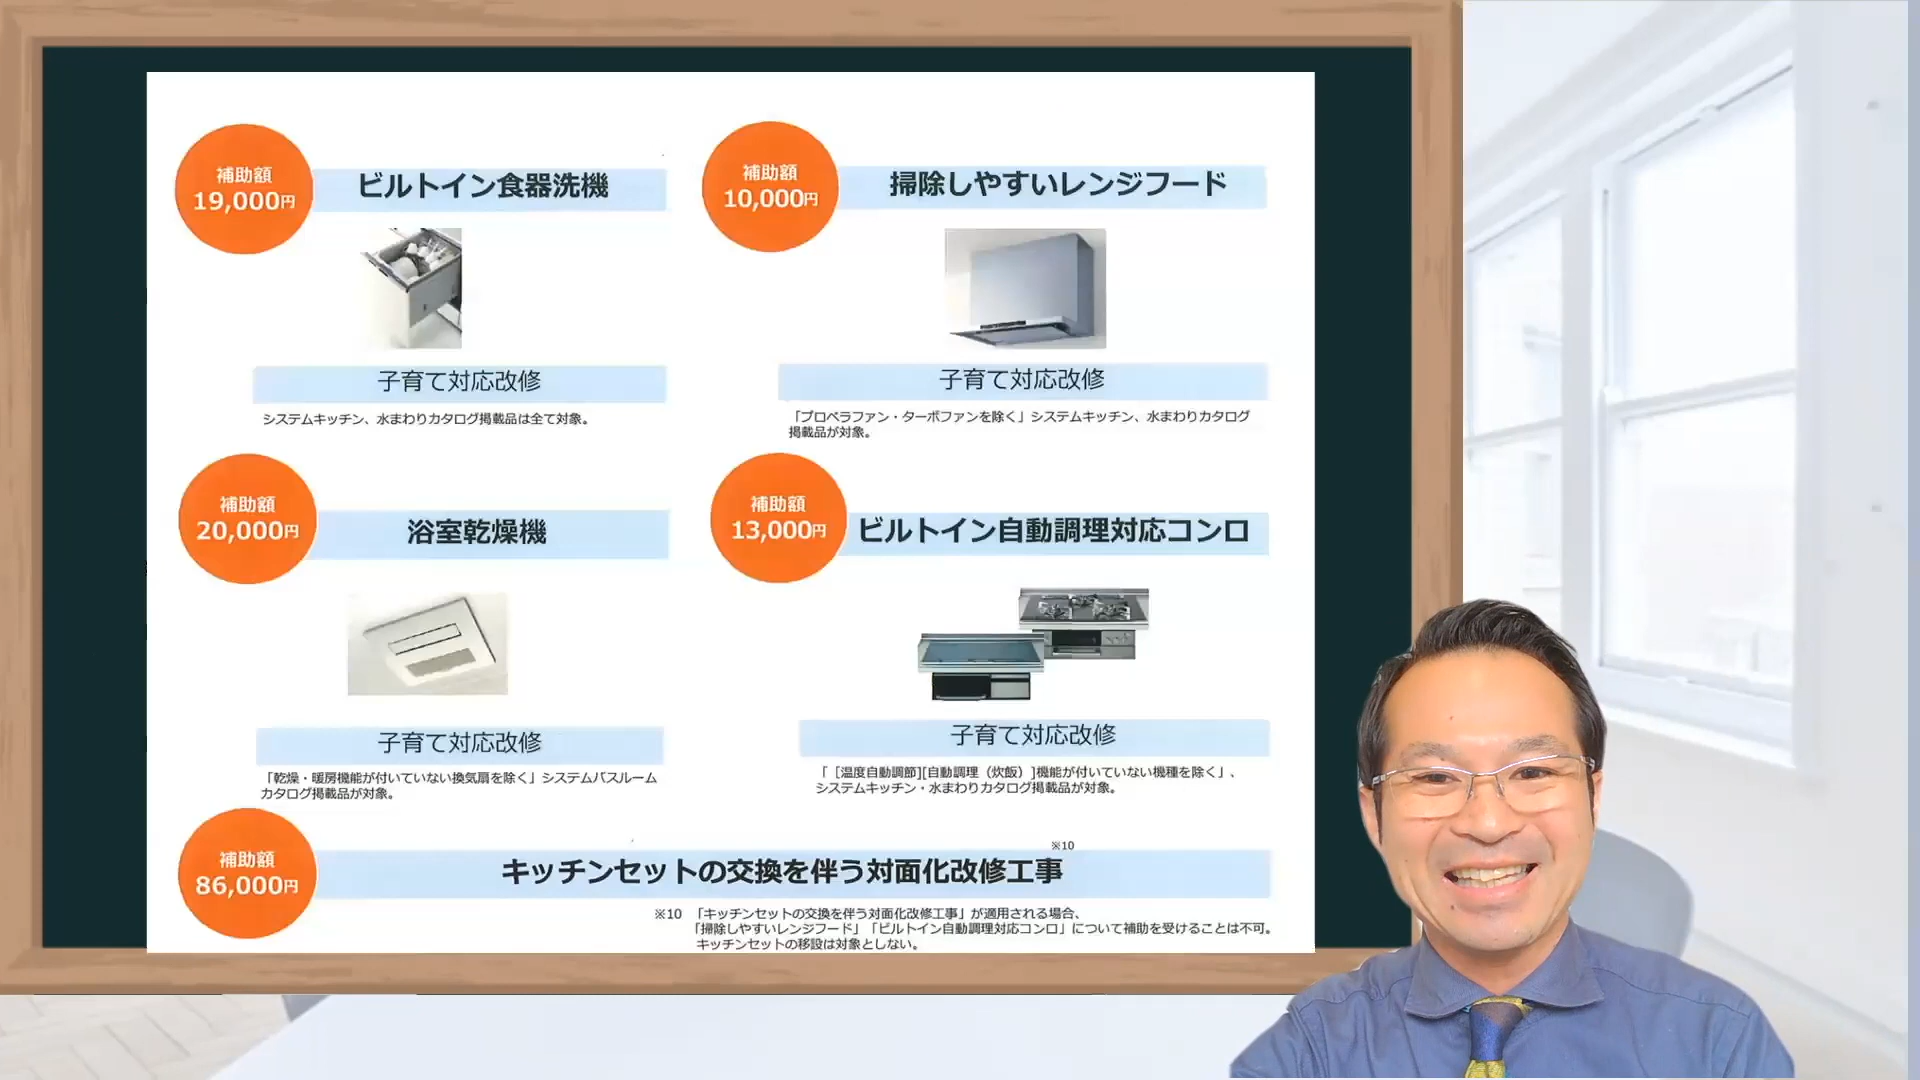 補助額
19,000円
ビルトイン食器洗機
子育て対応改修
システムキッチン、水まわりカタログ掲載品は全て対象。
補助額
10,000円
掃除しやすいレンジフード
子育て対応改修
「プロペラファン・ターボファンを除く」システムキッチン、水まわりカタログ
掲載品が対象。
補助額
20,000円
浴室乾燥機
子育て対応改修
「乾燥・暖房機能が付いていない換気扇を除く」システムバスルーム
カタログ掲載品が対象。
補助額
13,000円
ビルトイン自動調理対応コンロ
子育て対応改修
「［温度自動調節][自動調理（炊飯）]機能が付いていない機種を除く」、
システムキッチン・水まわりカタログ掲載品が対象。
補助額
86,000円
キッチンセットの交換を伴う対面化改修工事 ※10
※10 「キッチンセットの交換を伴う対面化改修工事」が適用される場合、
「掃除しやすいレンジフード」「ビルトイン自動調理対応コンロ」について補助を受けることは不可。
キッチンセットの移設は対象としない。